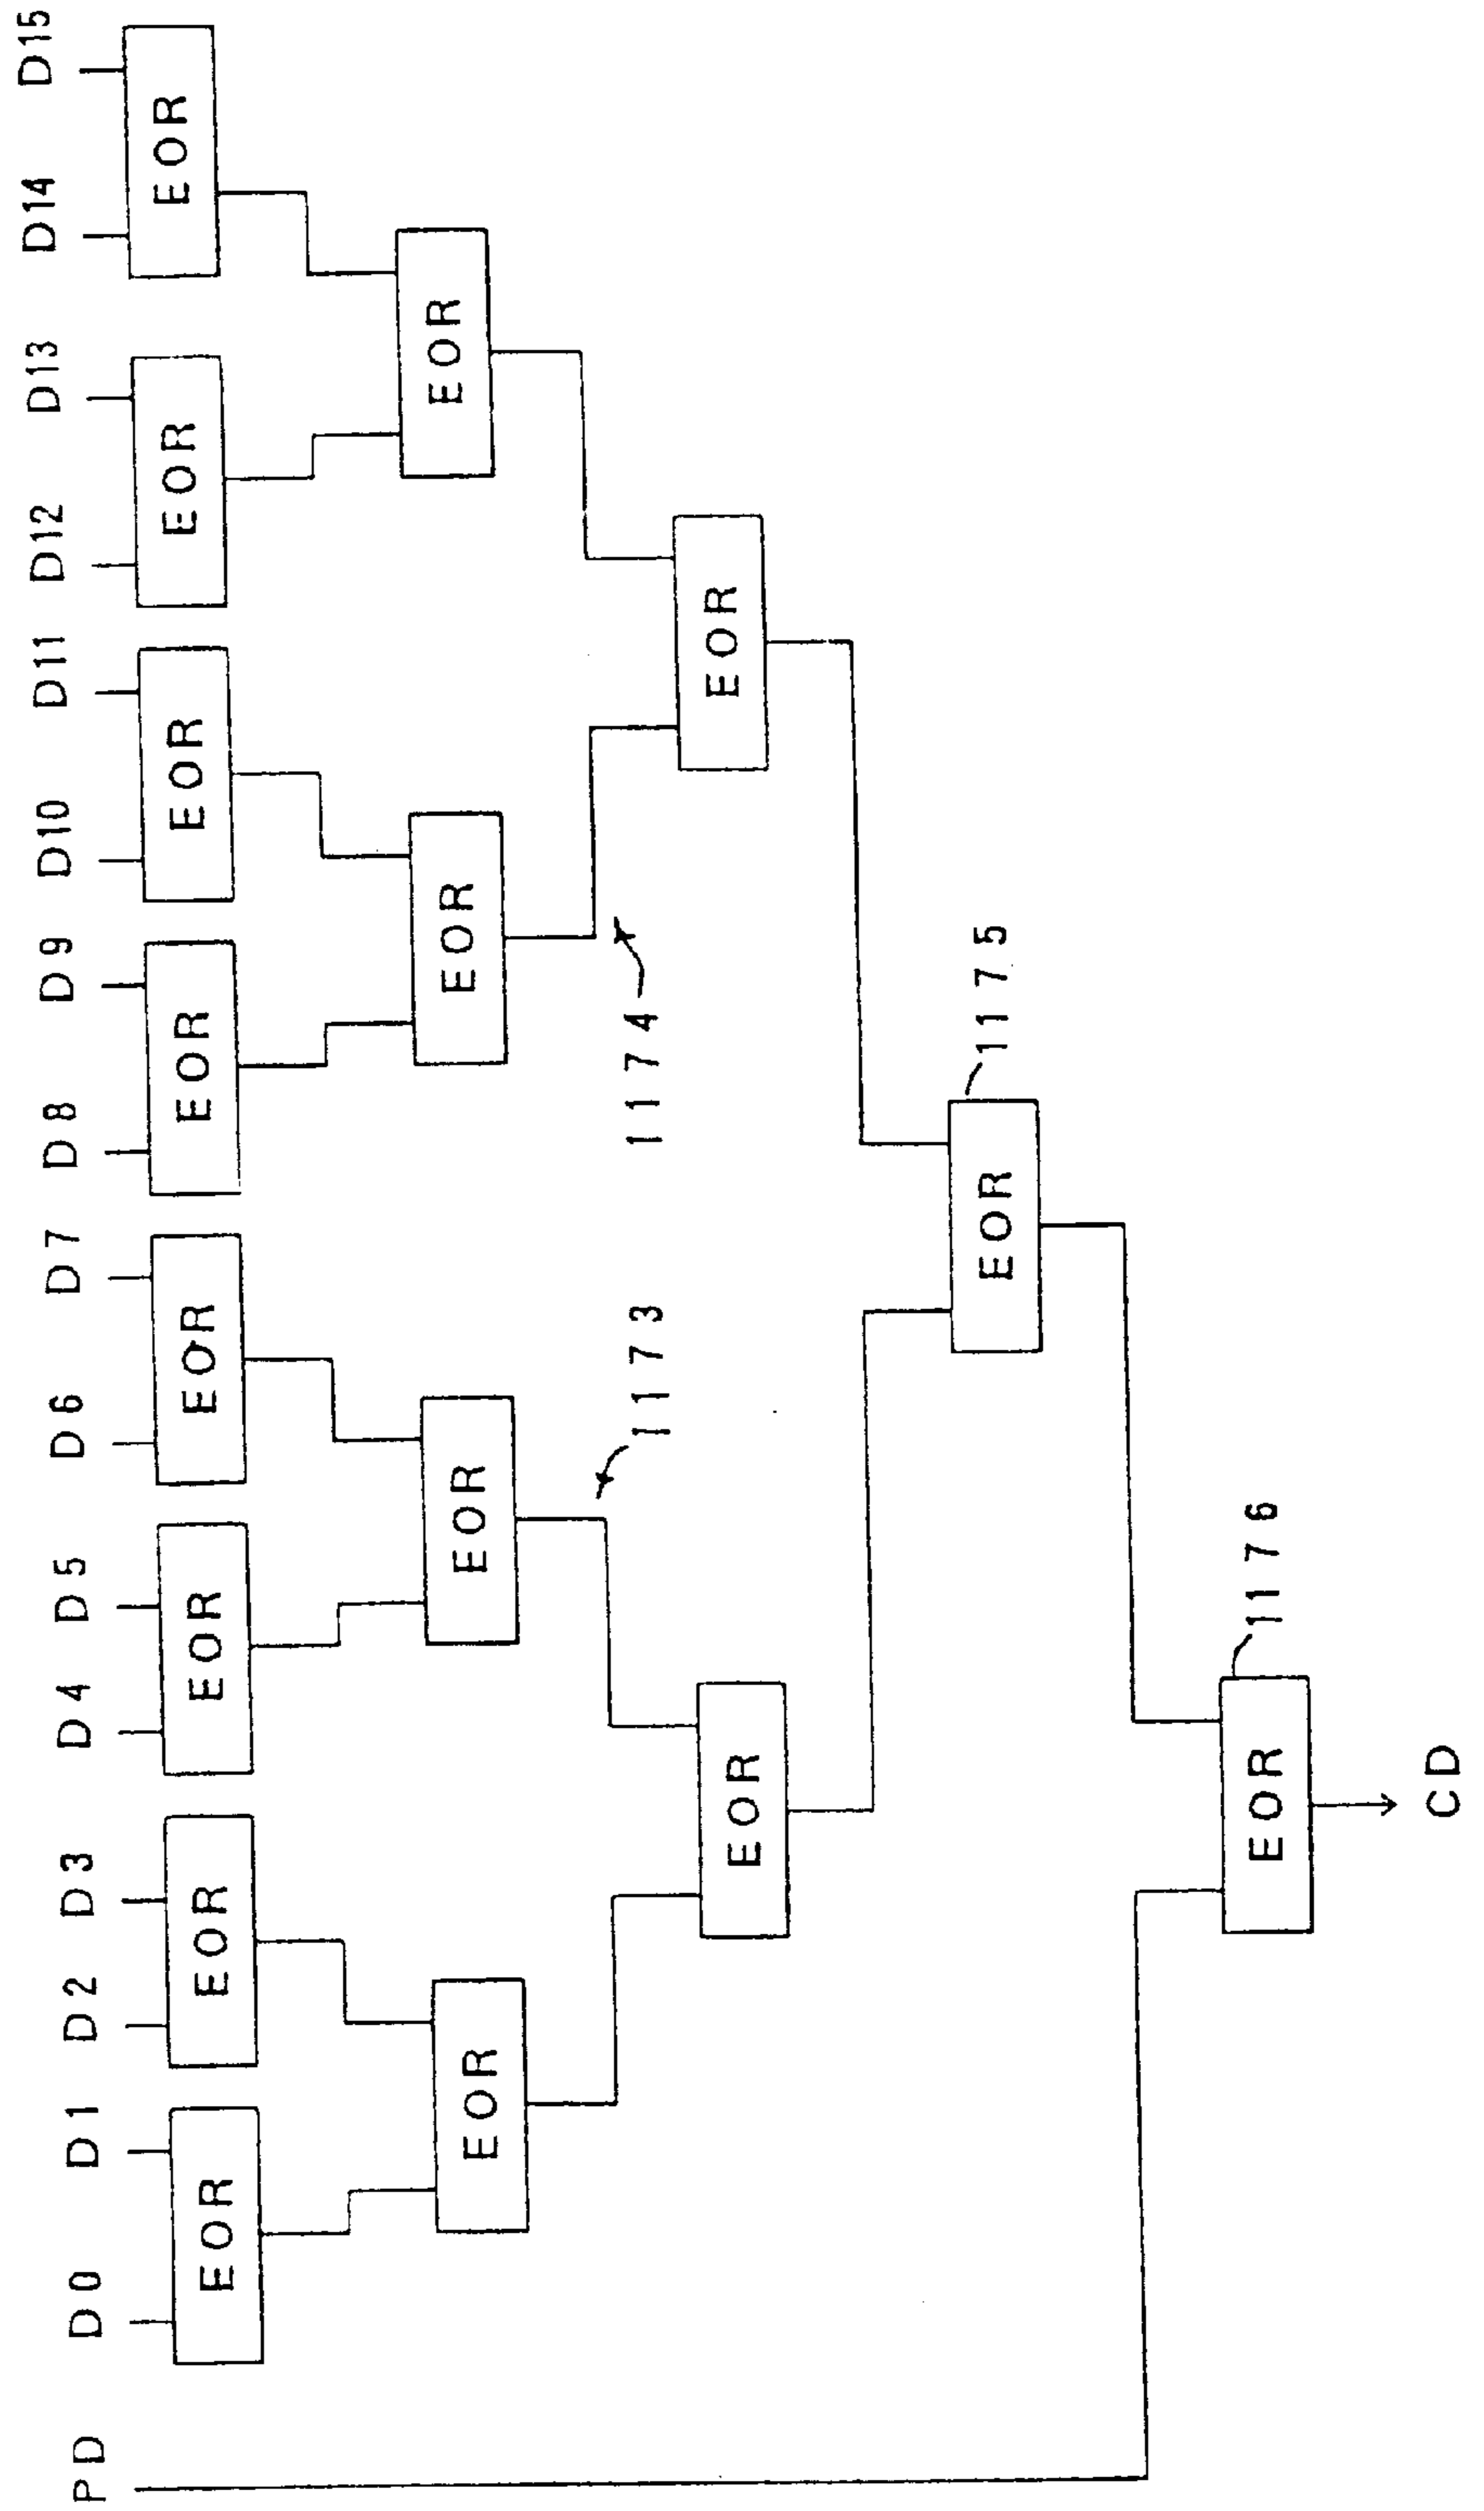 PD D0 D1 D2 D3 D4 D5 D6 D7 D8 D9 D10 D11 D12 D13 D14 D15
EOR EOR EOR EOR EOR EOR EOR EOR
EOR EOR EOR EOR
1173 1174
EOR EOR
EOR 1175
EOR 1176
CD